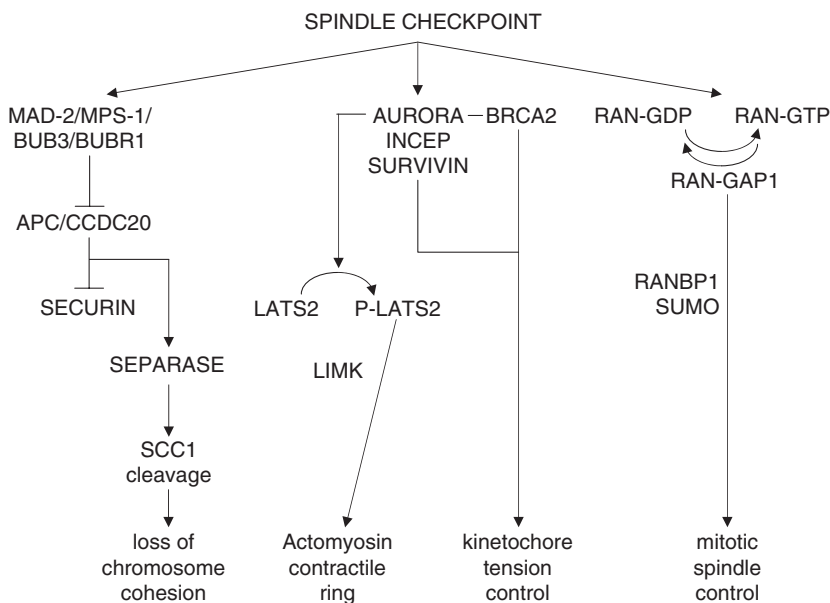 SPINDLE CHECKPOINT
MAD-2/MPS-1/
BUB3/BUBR1
AURORA
INCEP
SURVIVIN
BRCA2
RAN-GDP
RAN-GTP
RAN-GAP1
APC/CCDC20
SECURIN
LATS2
P-LATS2
RANBP1
SUMO
SEPARASE
LIMK
SCC1
cleavage
loss of
chromosome
cohesion
Actomyosin
contractile
ring
kinetochore
tension
control
mitotic
spindle
control